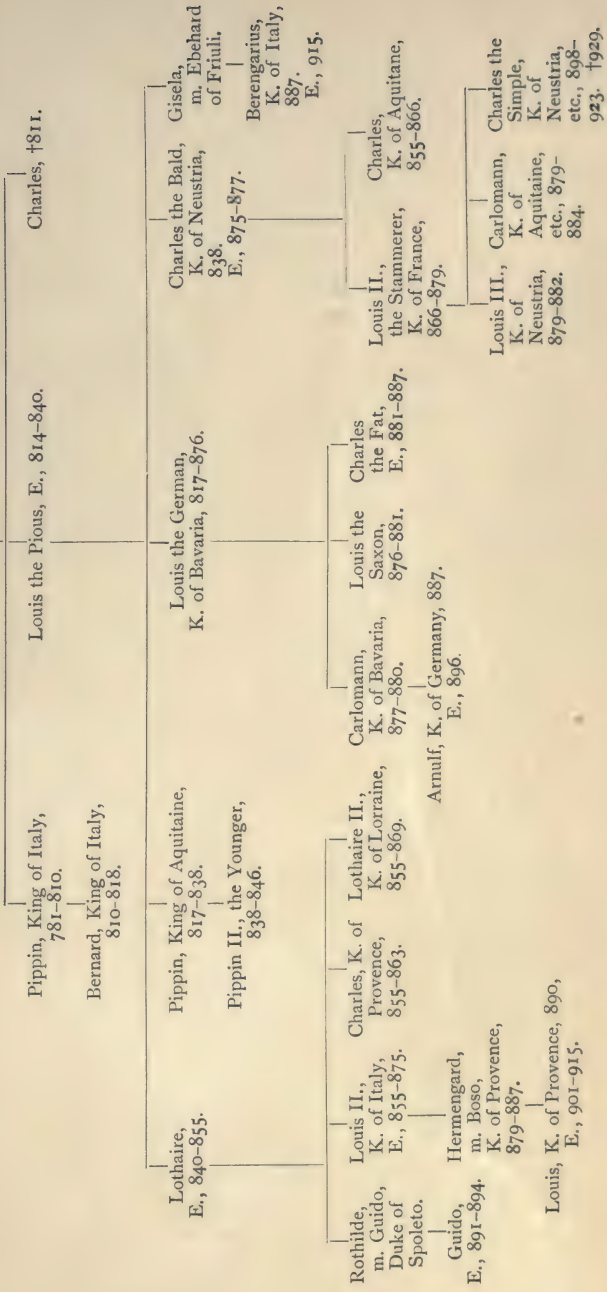 Pippin, King of Italy,
781–810.
Bernard, King of Italy,
810–818.
Louis the Pious, E., 814–840.
Charles, †811.
Lothaire,
E., 840–855.
Pippin, King of Aquitaine,
817–838.
Pippin II., the Younger,
838–846.
Louis the German,
K. of Bavaria, 817–876.
Charles the Bald,
K. of Neustria,
838.
E., 875–877.
Gisela,
m. Ebehard
of Friuli.
Berengarius,
K. of Italy,
887.
E., 915.
Rothilde,
m. Guido,
Duke of
Spoleto.
Guido,
E., 891–894.
Louis II.,
K. of Italy,
E., 855–875.
Hermengard,
m. Boso,
K. of Provence,
879–887.
Louis, K. of Provence, 890,
E., 901–915.
Charles, K. of
Provence,
855–863.
Lothaire II.,
K. of Lorraine,
855–869.
Carlomann,
K. of Bavaria,
877–880.
Arnulf, K. of Germany, 887.
E., 896.
Louis the
Saxon,
876–881.
Charles
the Fat,
E., 881–887.
Louis II.,
the Stammerer,
K. of France,
866–879.
Charles,
K. of Aquitane,
855–866.
Louis III.,
K. of
Neustria,
879–882.
Carlomann,
K. of
Aquitaine,
etc., 879–
884.
Charles the
Simple,
K. of
Neustria,
etc., 898–
923. †929.